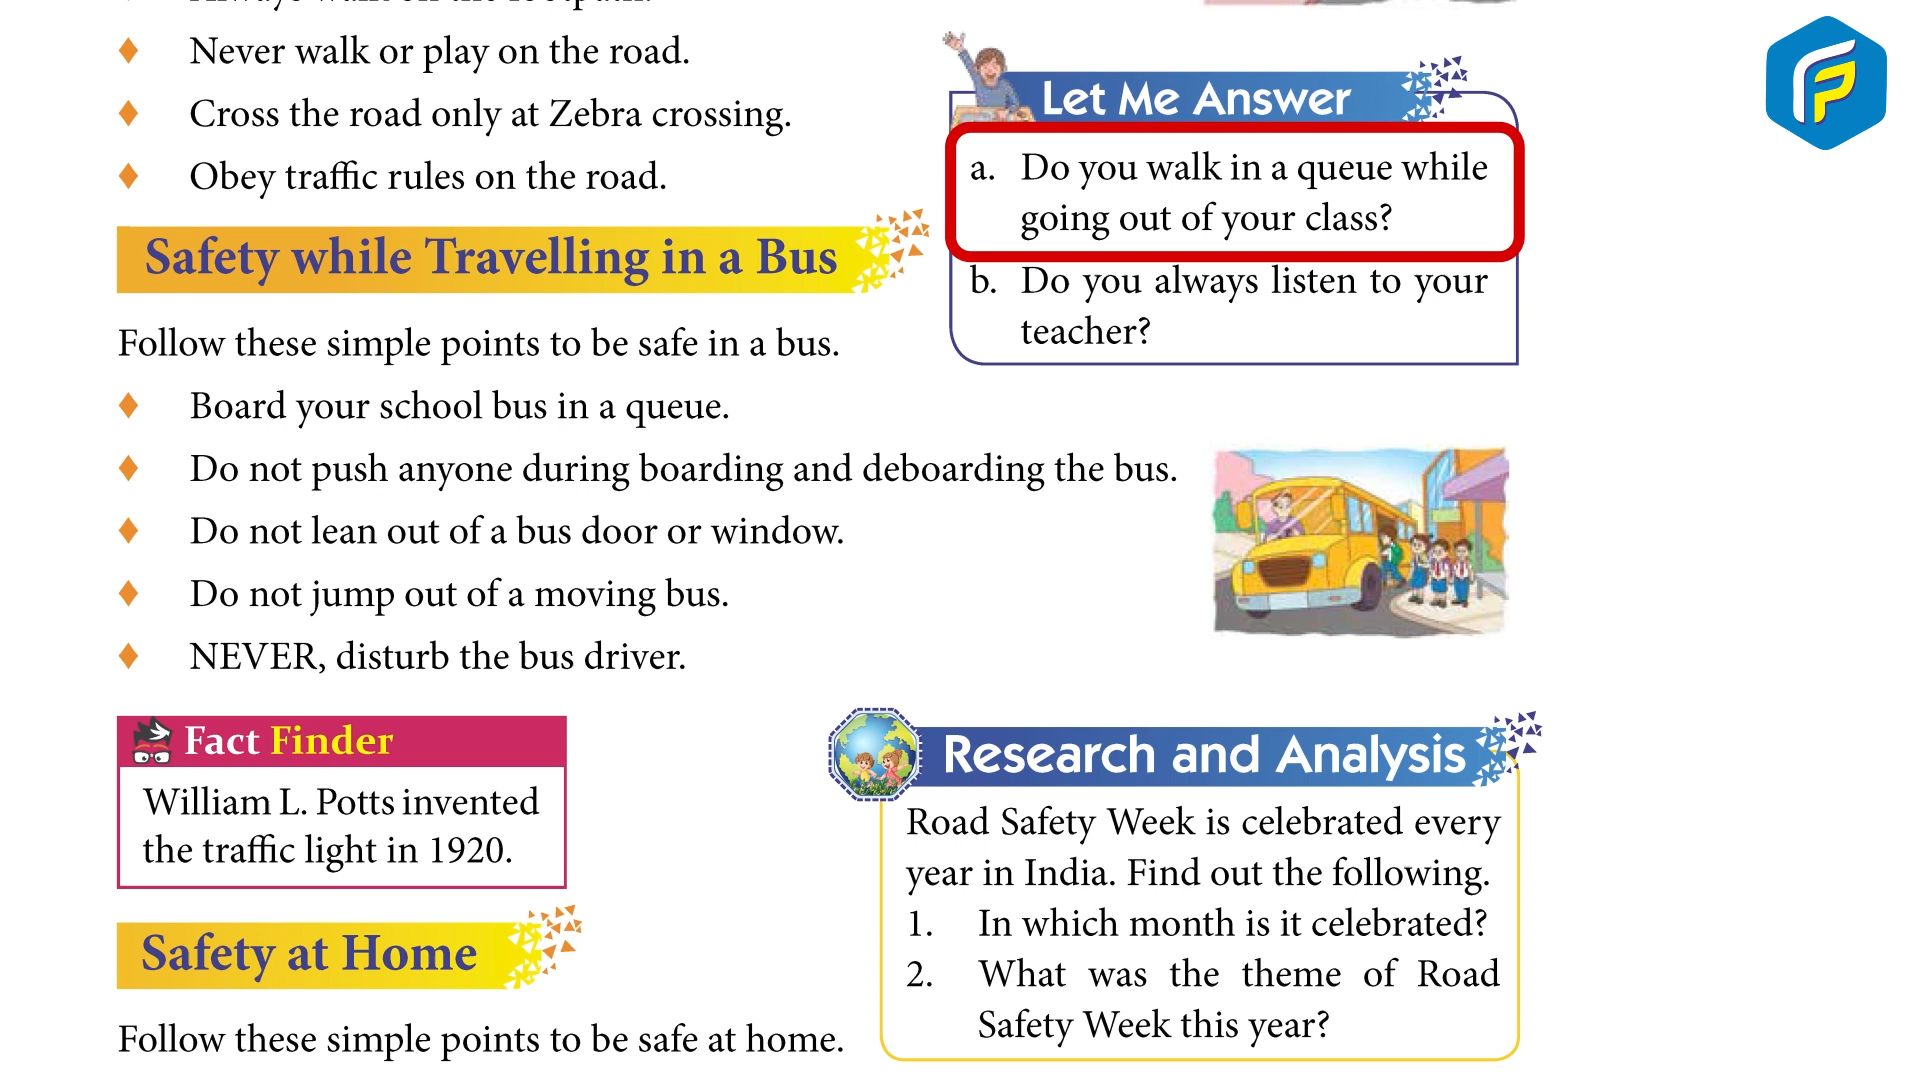 Always walk on the footpath.
Never walk or play on the road.
Cross the road only at Zebra crossing.
Obey traffic rules on the road.
Let Me Answer
a. Do you walk in a queue while
going out of your class?
b. Do you always listen to your
teacher?
Safety while Travelling in a Bus
Follow these simple points to be safe in a bus.
Board your school bus in a queue.
Do not push anyone during boarding and deboarding the bus.
Do not lean out of a bus door or window.
Do not jump out of a moving bus.
NEVER, disturb the bus driver.
Fact Finder
William L. Potts invented
the traffic light in 1920.
Research and Analysis
Road Safety Week is celebrated every
year in India. Find out the following.
1. In which month is it celebrated?
2. What was the theme of Road
Safety Week this year?
Safety at Home
Follow these simple points to be safe at home.